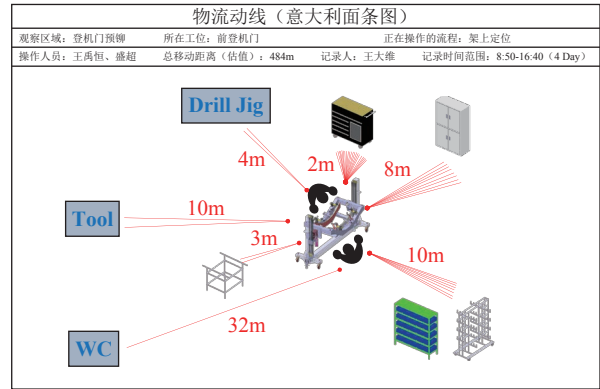 物流动线（意大利面条图）
观察区域：登机门预铆 所在工位：前登机门 正在操作的流程：架上定位
操作人员：王禹恒、盛超 总移动距离（估值）：484m 记录人：王大维 记录时间范围：8:50-16:40（4 Day）
Drill Jig
4m
2m
8m
Tool
10m
3m
10m
32m
WC